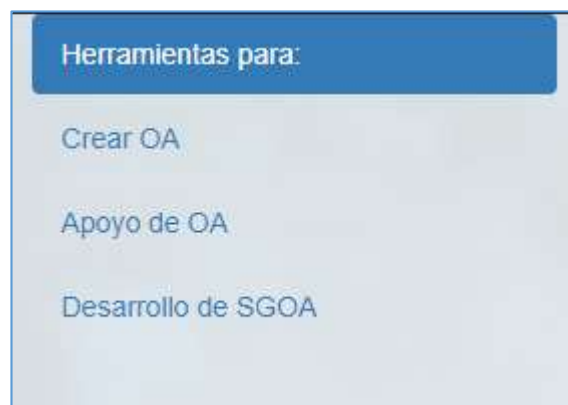 Herramientas para:
Crear OA
Apoyo de OA
Desarrollo de SGOA